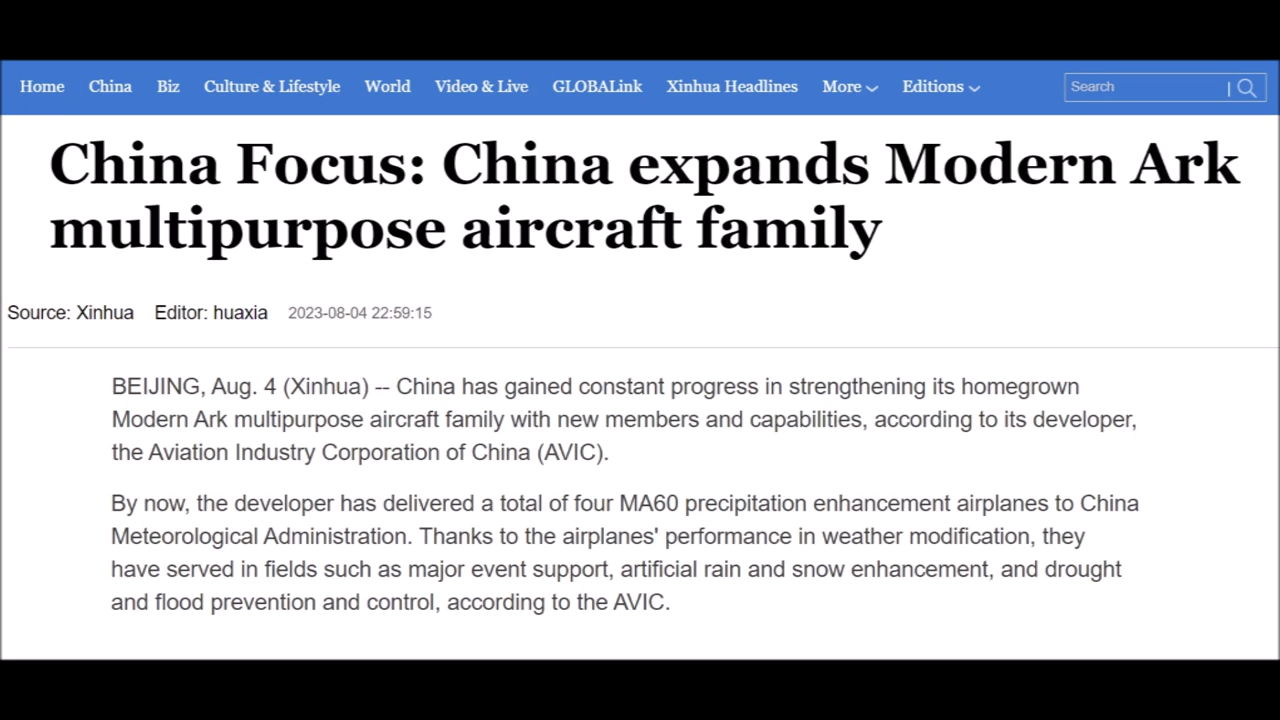 Home China Biz Culture & Lifestyle World Video & Live GLOBALink Xinhua Headlines More Editions Search
China Focus: China expands Modern Ark
multipurpose aircraft family
Source: Xinhua Editor: huaxia 2023-08-04 22:59:15
BEIJING, Aug. 4 (Xinhua) -- China has gained constant progress in strengthening its homegrown
Modern Ark multipurpose aircraft family with new members and capabilities, according to its developer,
the Aviation Industry Corporation of China (AVIC).
By now, the developer has delivered a total of four MA60 precipitation enhancement airplanes to China
Meteorological Administration. Thanks to the airplanes' performance in weather modification, they
have served in fields such as major event support, artificial rain and snow enhancement, and drought
and flood prevention and control, according to the AVIC.